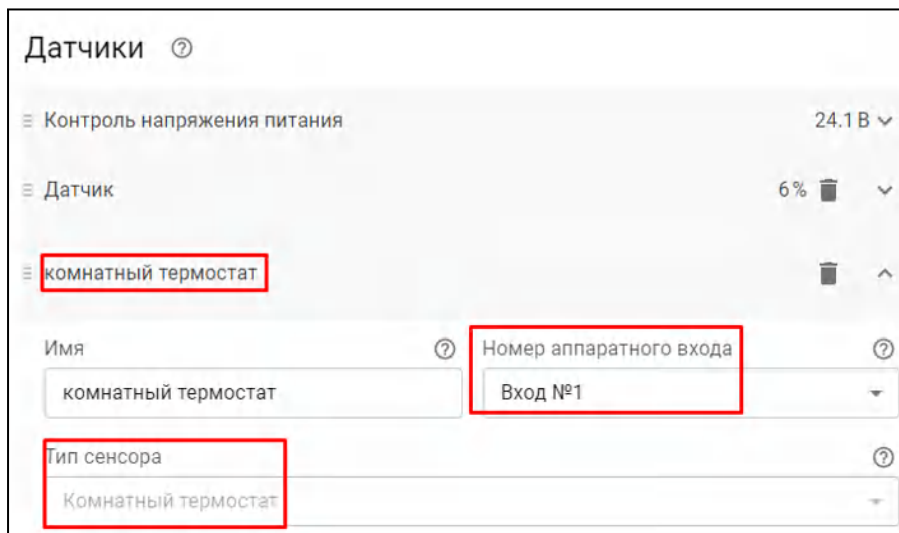 Датчики
Контроль напряжения питания 24.1 В
Датчик 6%
комнатный термостат
Имя Номер аппаратного входа
комнатный термостат Вход №1
Тип сенсора
Комнатный термостат